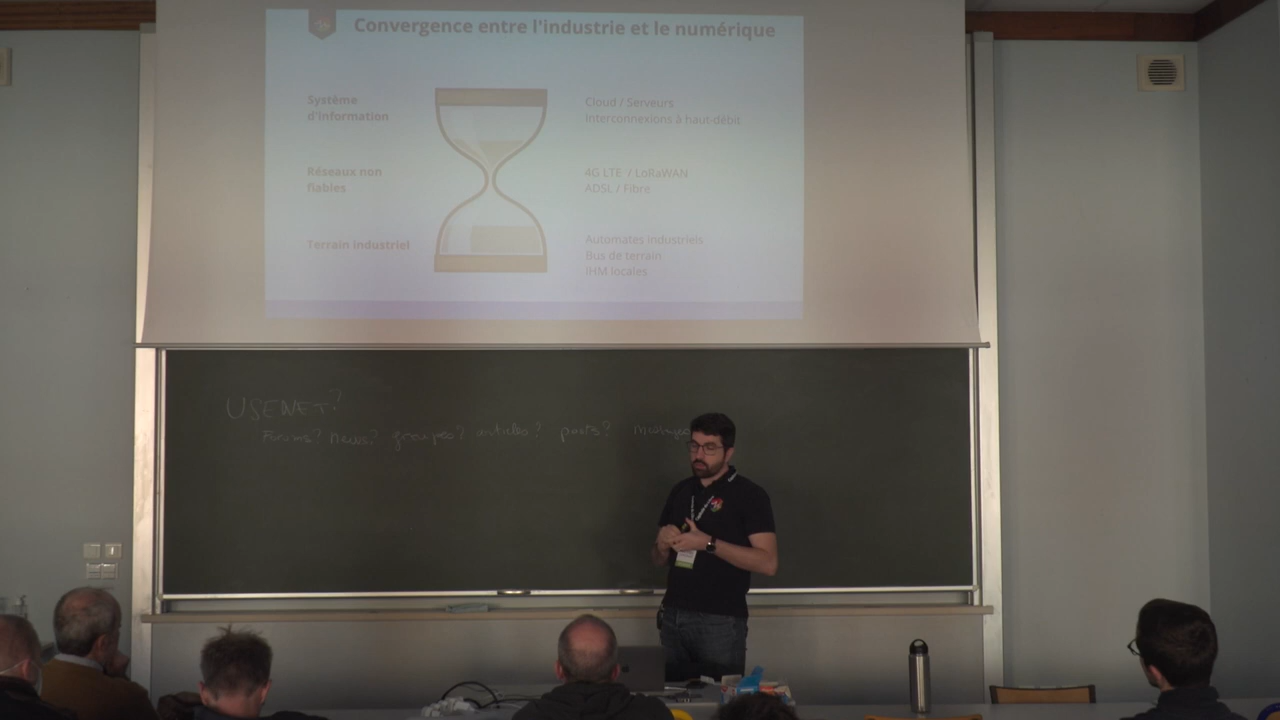 Convergence entre l'industrie et le numérique
Système
d'information
Cloud / Serveurs
Interconnexions à haut-débit
Réseaux non
fiables
4G LTE / LoRaWAN
ADSL / Fibre
Terrain industriel
Automates industriels
Bus de terrain
IHM locales
USENET?
Forums? news? groupes? articles? posts?